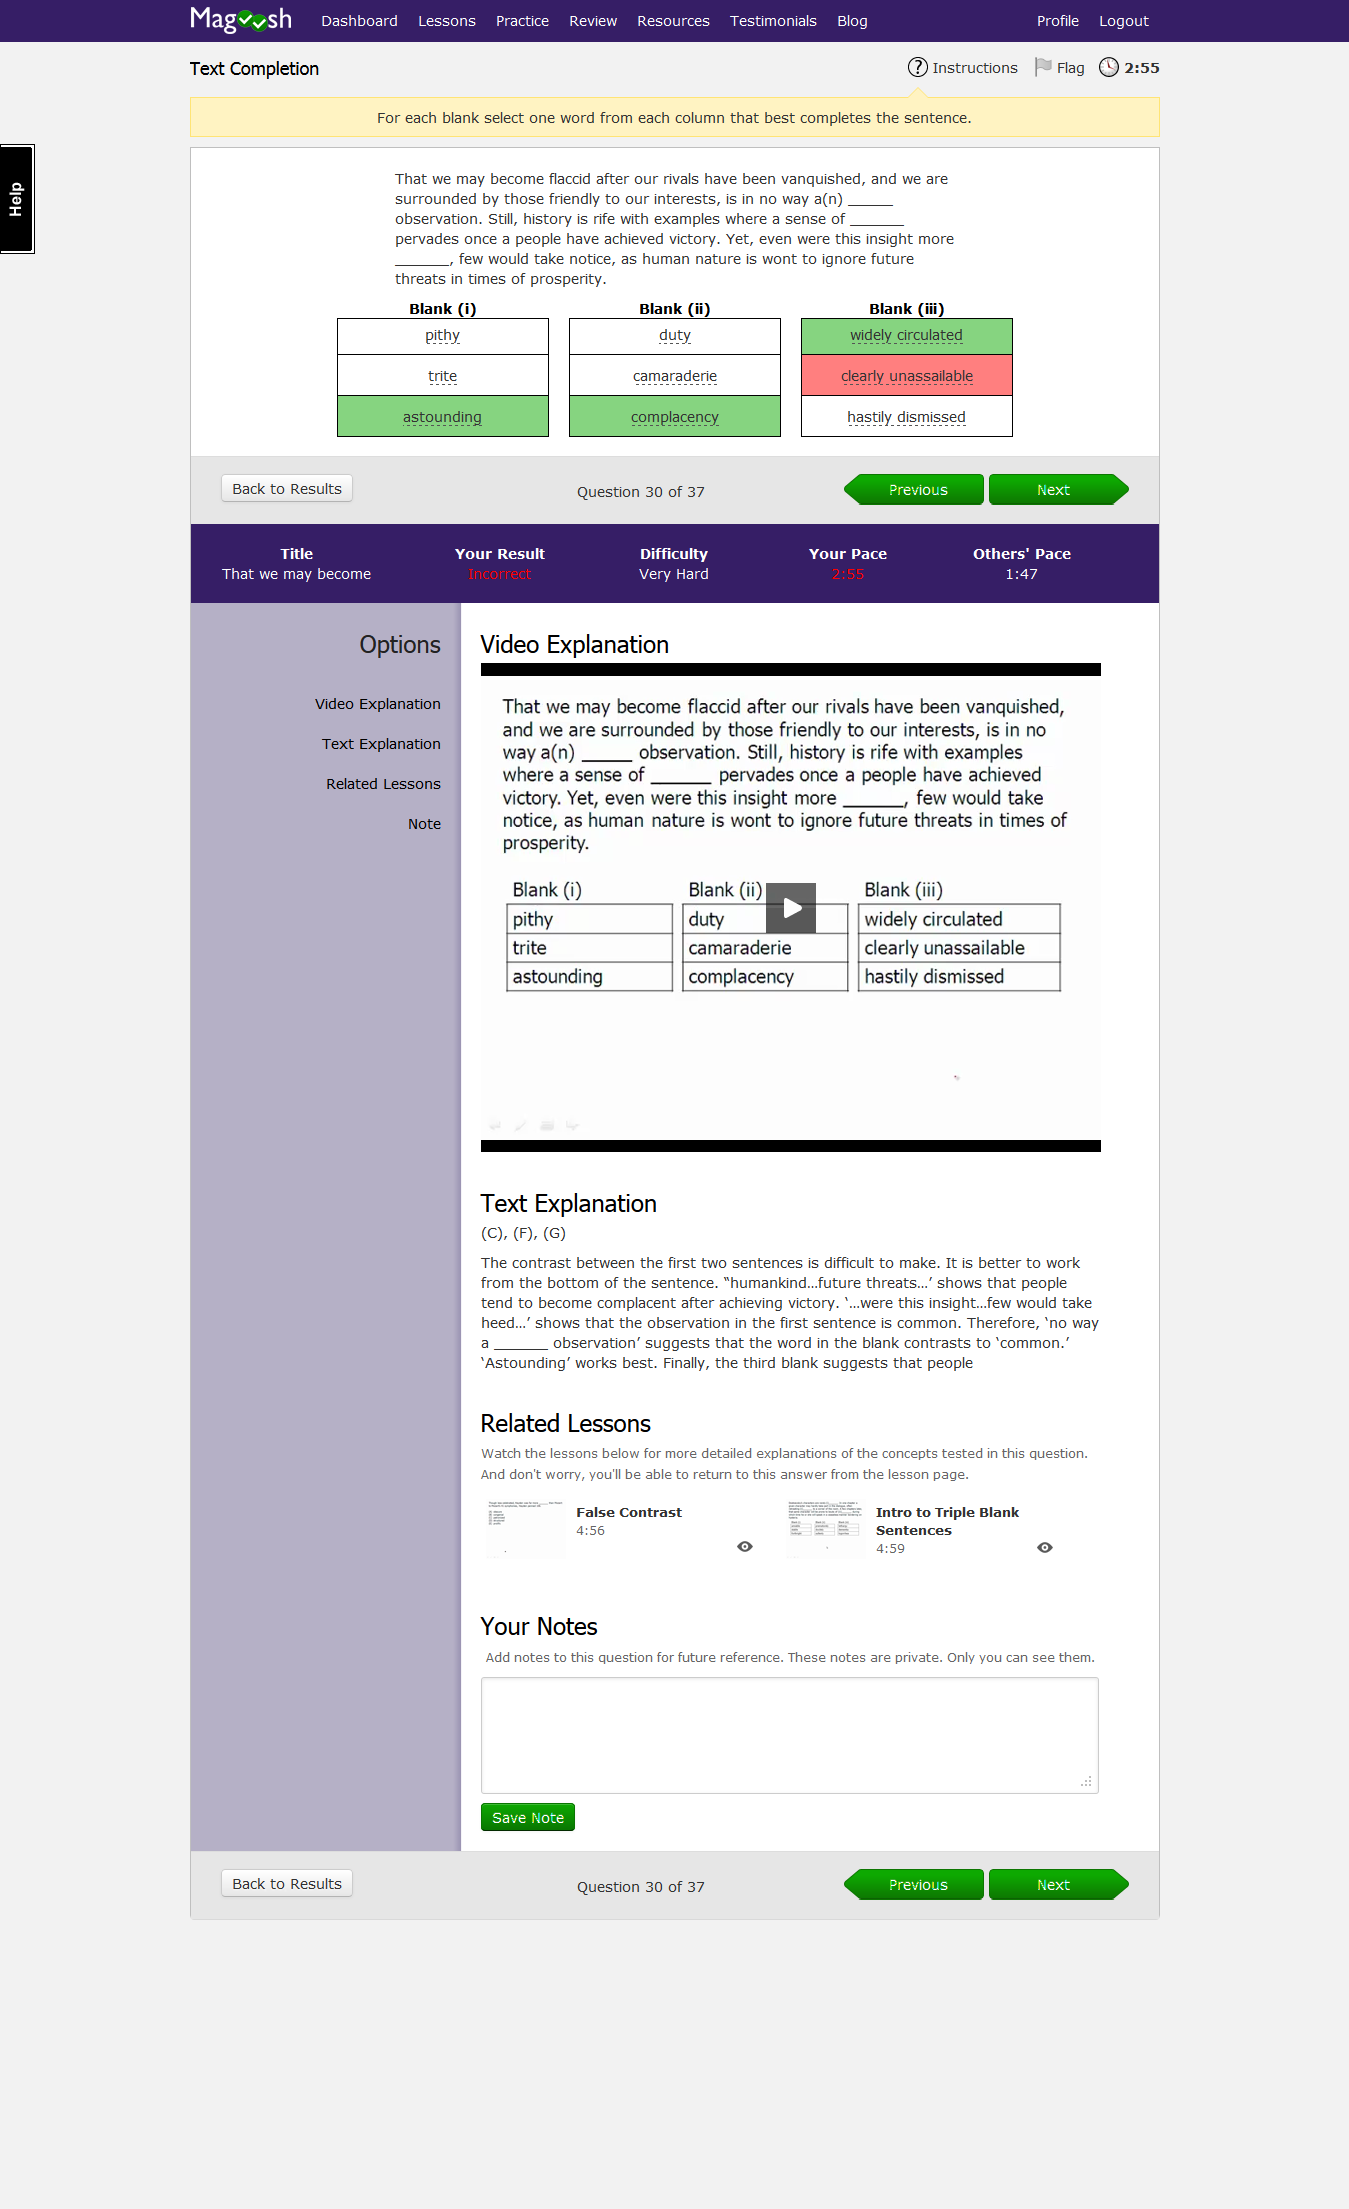 Magoosh Dashboard Lessons Practice Review Resources Testimonials Blog Profile Logout
Text Completion
? Instructions Flag 2:55
For each blank select one word from each column that best completes the sentence.
Help
That we may become flaccid after our rivals have been vanquished, and we are
surrounded by those friendly to our interests, is in no way a(n) _____
observation. Still, history is rife with examples where a sense of ______
pervades once a people have achieved victory. Yet, even were this insight more
______, few would take notice, as human nature is wont to ignore future
threats in times of prosperity.
Blank (i) Blank (ii) Blank (iii)
pithy duty widely circulated
trite camaraderie clearly unassailable
astounding complacency hastily dismissed
Back to Results Question 30 of 37 Previous Next
Title Your Result Difficulty Your Pace Others' Pace
That we may become Incorrect Very Hard 2:55 1:47
Options
Video Explanation
Text Explanation
Related Lessons
Note
Video Explanation
That we may become flaccid after our rivals have been vanquished,
and we are surrounded by those friendly to our interests, is in no
way a(n) _____ observation. Still, history is rife with examples
where a sense of ______ pervades once a people have achieved
victory. Yet, even were this insight more ______, few would take
notice, as human nature is wont to ignore future threats in times of
prosperity.
Blank (i) Blank (ii) Blank (iii)
pithy duty widely circulated
trite camaraderie clearly unassailable
astounding complacency hastily dismissed
Text Explanation
(C), (F), (G)
The contrast between the first two sentences is difficult to make. It is better to work
from the bottom of the sentence. “humankind…future threats…’ shows that people
tend to become complacent after achieving victory. ‘…were this insight…few would take
heed…’ shows that the observation in the first sentence is common. Therefore, ‘no way
a ______ observation’ suggests that the word in the blank contrasts to ‘common.’
‘Astounding’ works best. Finally, the third blank suggests that people
Related Lessons
Watch the lessons below for more detailed explanations of the concepts tested in this question.
And don't worry, you'll be able to return to this answer from the lesson page.
False Contrast
4:56
Intro to Triple Blank
Sentences
4:59
Your Notes
Add notes to this question for future reference. These notes are private. Only you can see them.
Save Note
Back to Results Question 30 of 37 Previous Next